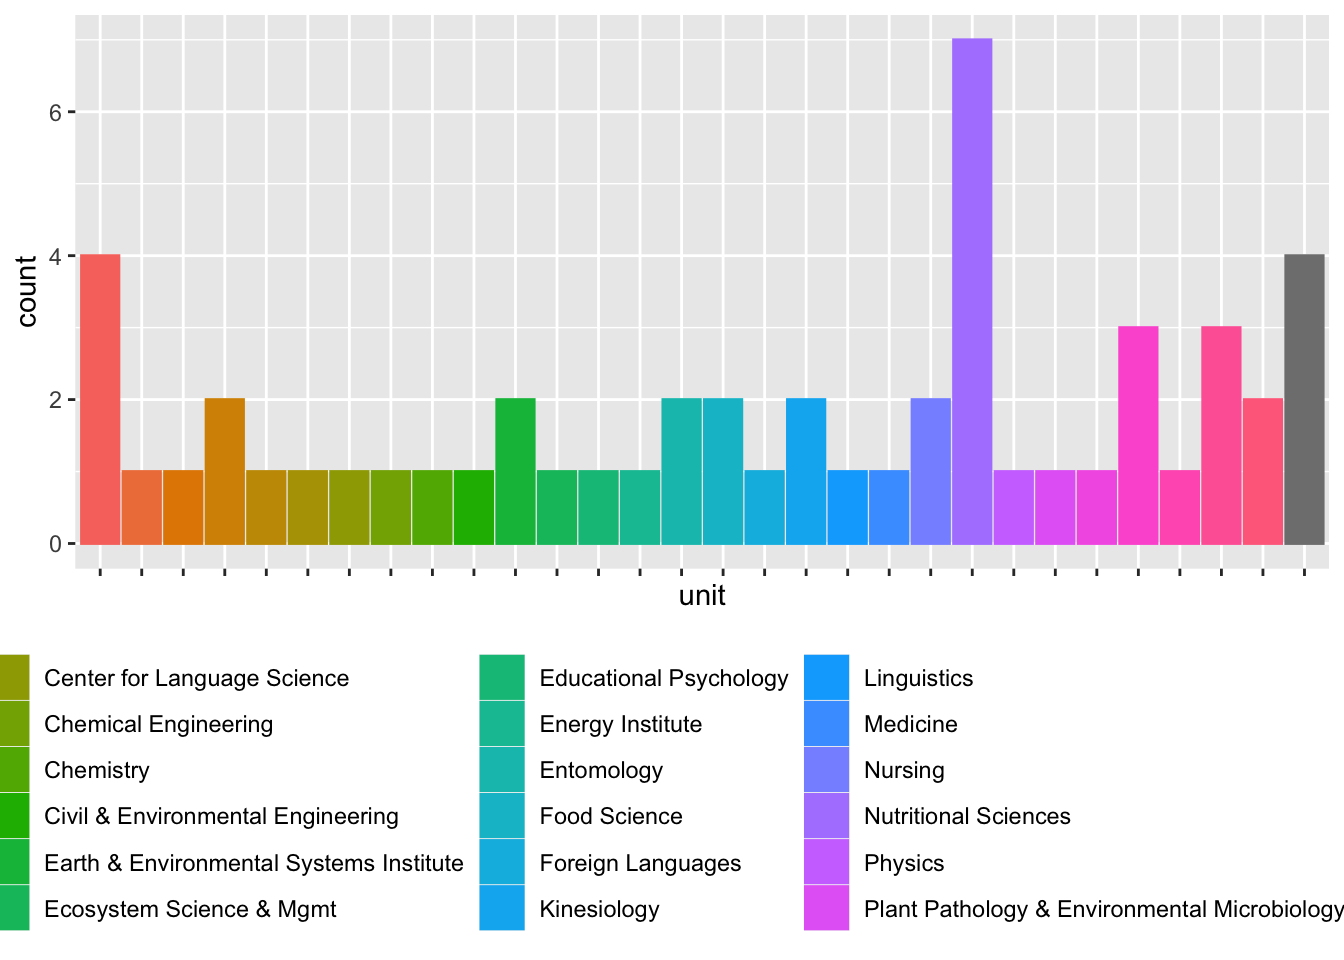 6
4
2
0
count
unit
Center for Language Science
Chemical Engineering
Chemistry
Civil & Environmental Engineering
Earth & Environmental Systems Institute
Ecosystem Science & Mgmt
Educational Psychology
Energy Institute
Entomology
Food Science
Foreign Languages
Kinesiology
Linguistics
Medicine
Nursing
Nutritional Sciences
Physics
Plant Pathology & Environmental Microbiology